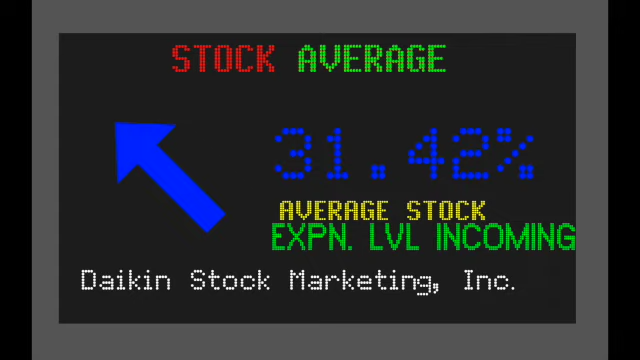 STOCK AVERAGE
31.42%
AVERAGE STOCK
EXPN. LVL INCOMING
Daikin Stock Marketing, Inc.